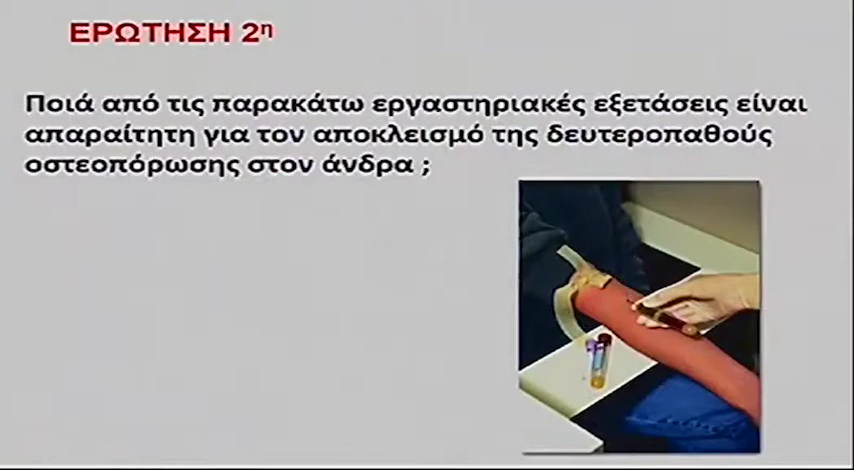 ΕΡΩΤΗΣΗ 2η
Ποιά από τις παρακάτω εργαστηριακές εξετάσεις είναι
απαραίτητη για τον αποκλεισμό της δευτεροπαθούς
οστεοπόρωσης στον άνδρα ;